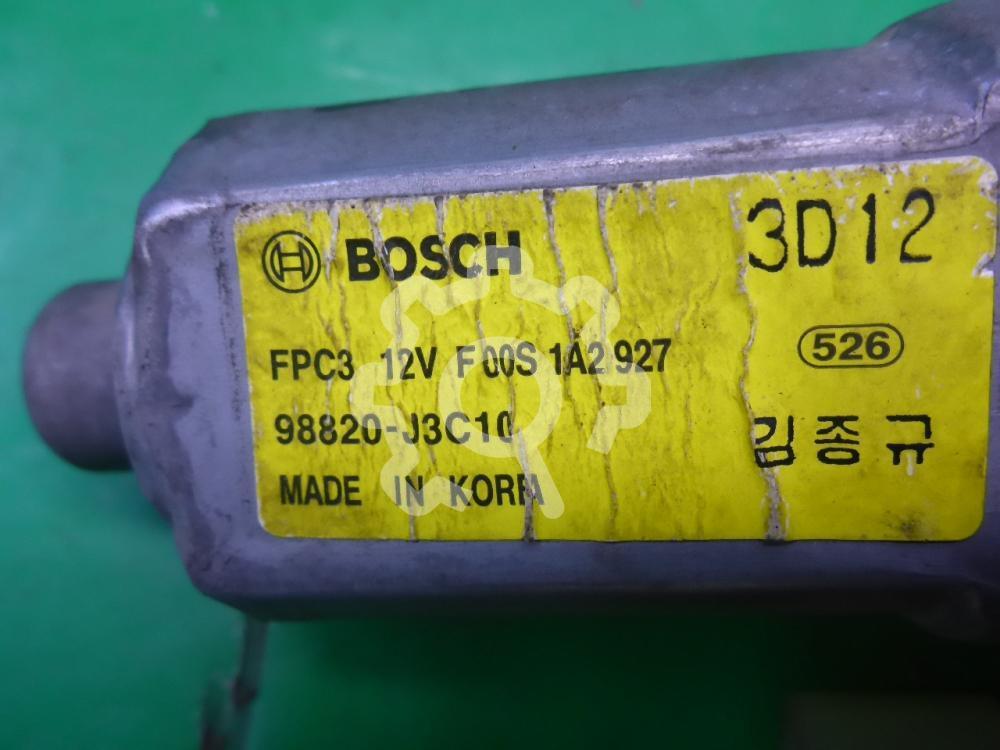 BOSCH
3D12
FPC3 12V F 00S 1A2 927
526
98820-J3C10
김종규
MADE IN KOREA